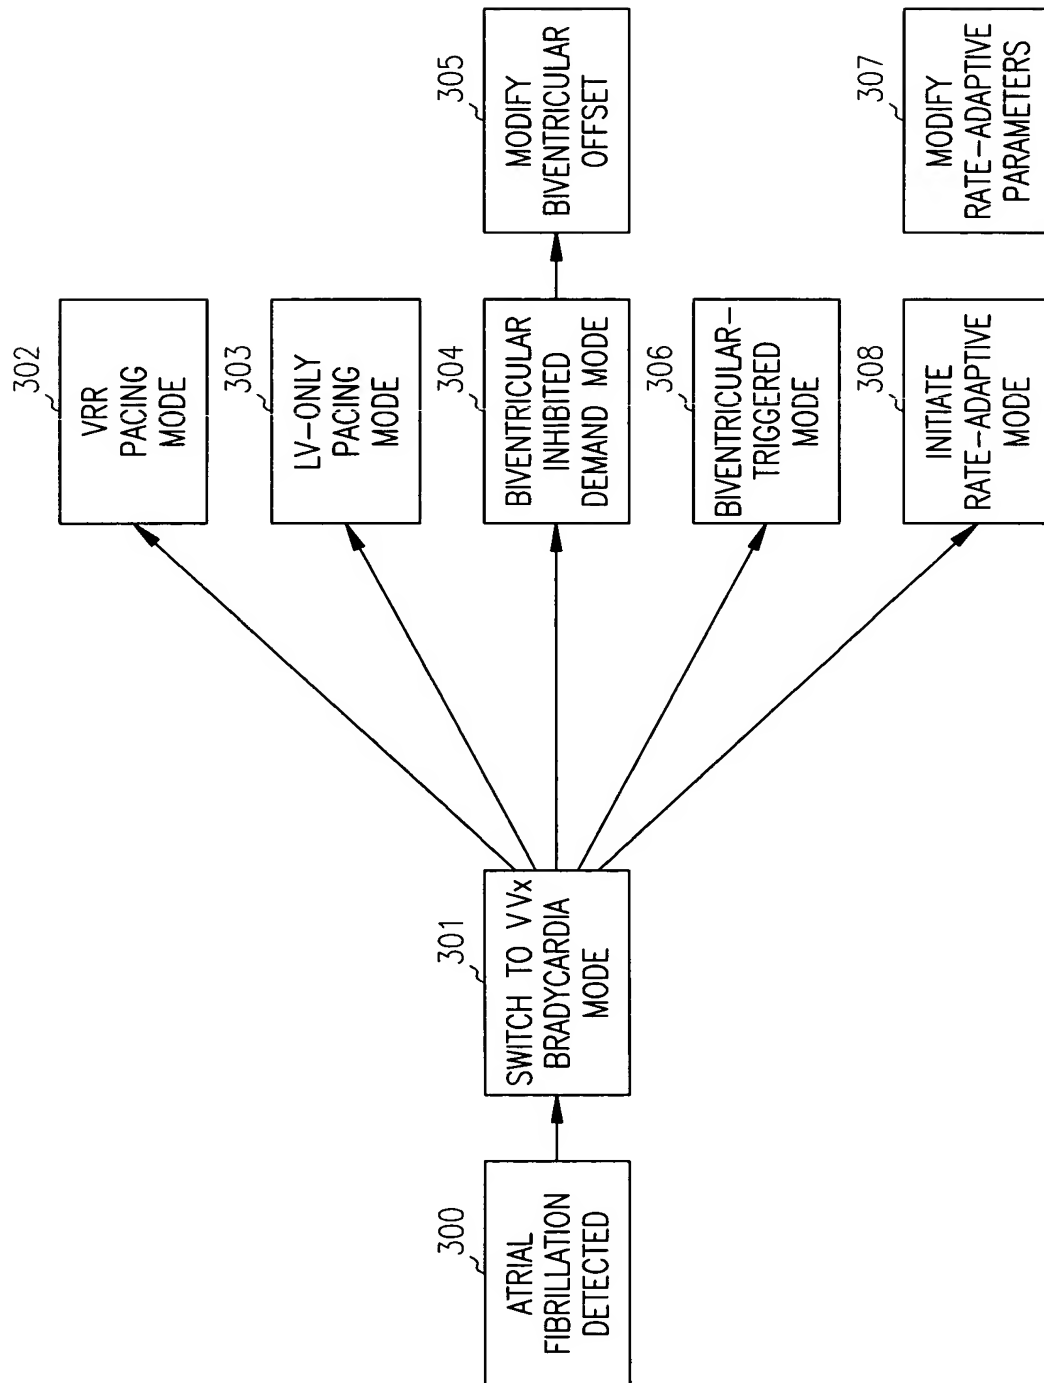 300
ATRIAL
FIBRILLATION
DETECTED
301
SWITCH TO VVx
BRADYCARDIA
MODE
302
VRR
PACING
MODE
303
LV-ONLY
PACING
MODE
304
BIVENTRICULAR
INHIBITED
DEMAND MODE
305
MODIFY
BIVENTRICULAR
OFFSET
306
BIVENTRICULAR-
TRIGGERED
MODE
308
INITIATE
RATE-ADAPTIVE
MODE
307
MODIFY
RATE-ADAPTIVE
PARAMETERS